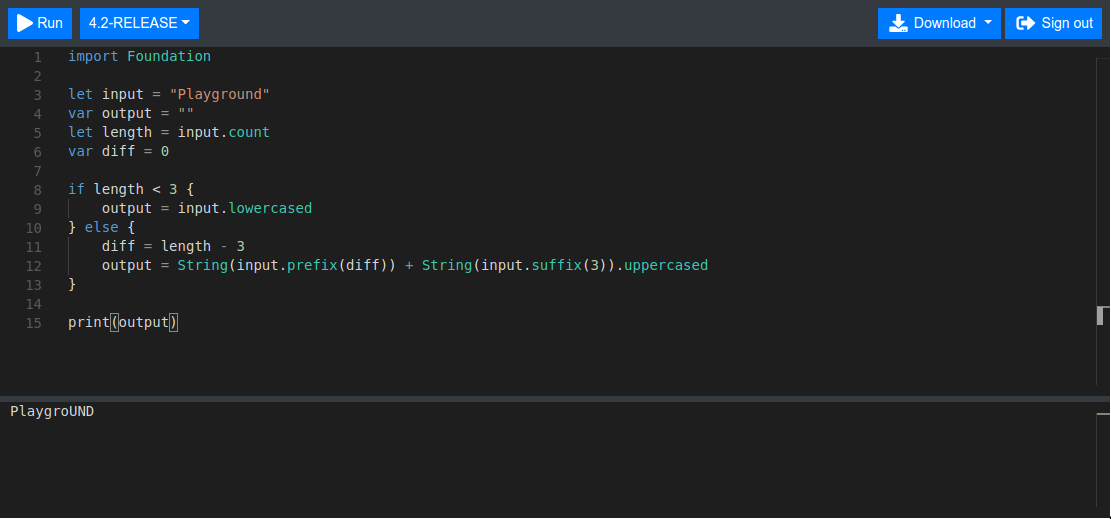 Run 4.2-RELEASE Download Sign out
1 import Foundation
2
3 let input = "Playground"
4 var output = ""
5 let length = input.count
6 var diff = 0
7
8 if length < 3 {
9     output = input.lowercased
10 } else {
11     diff = length - 3
12     output = String(input.prefix(diff)) + String(input.suffix(3)).uppercased
13 }
14
15 print(output)
PlaygroUND